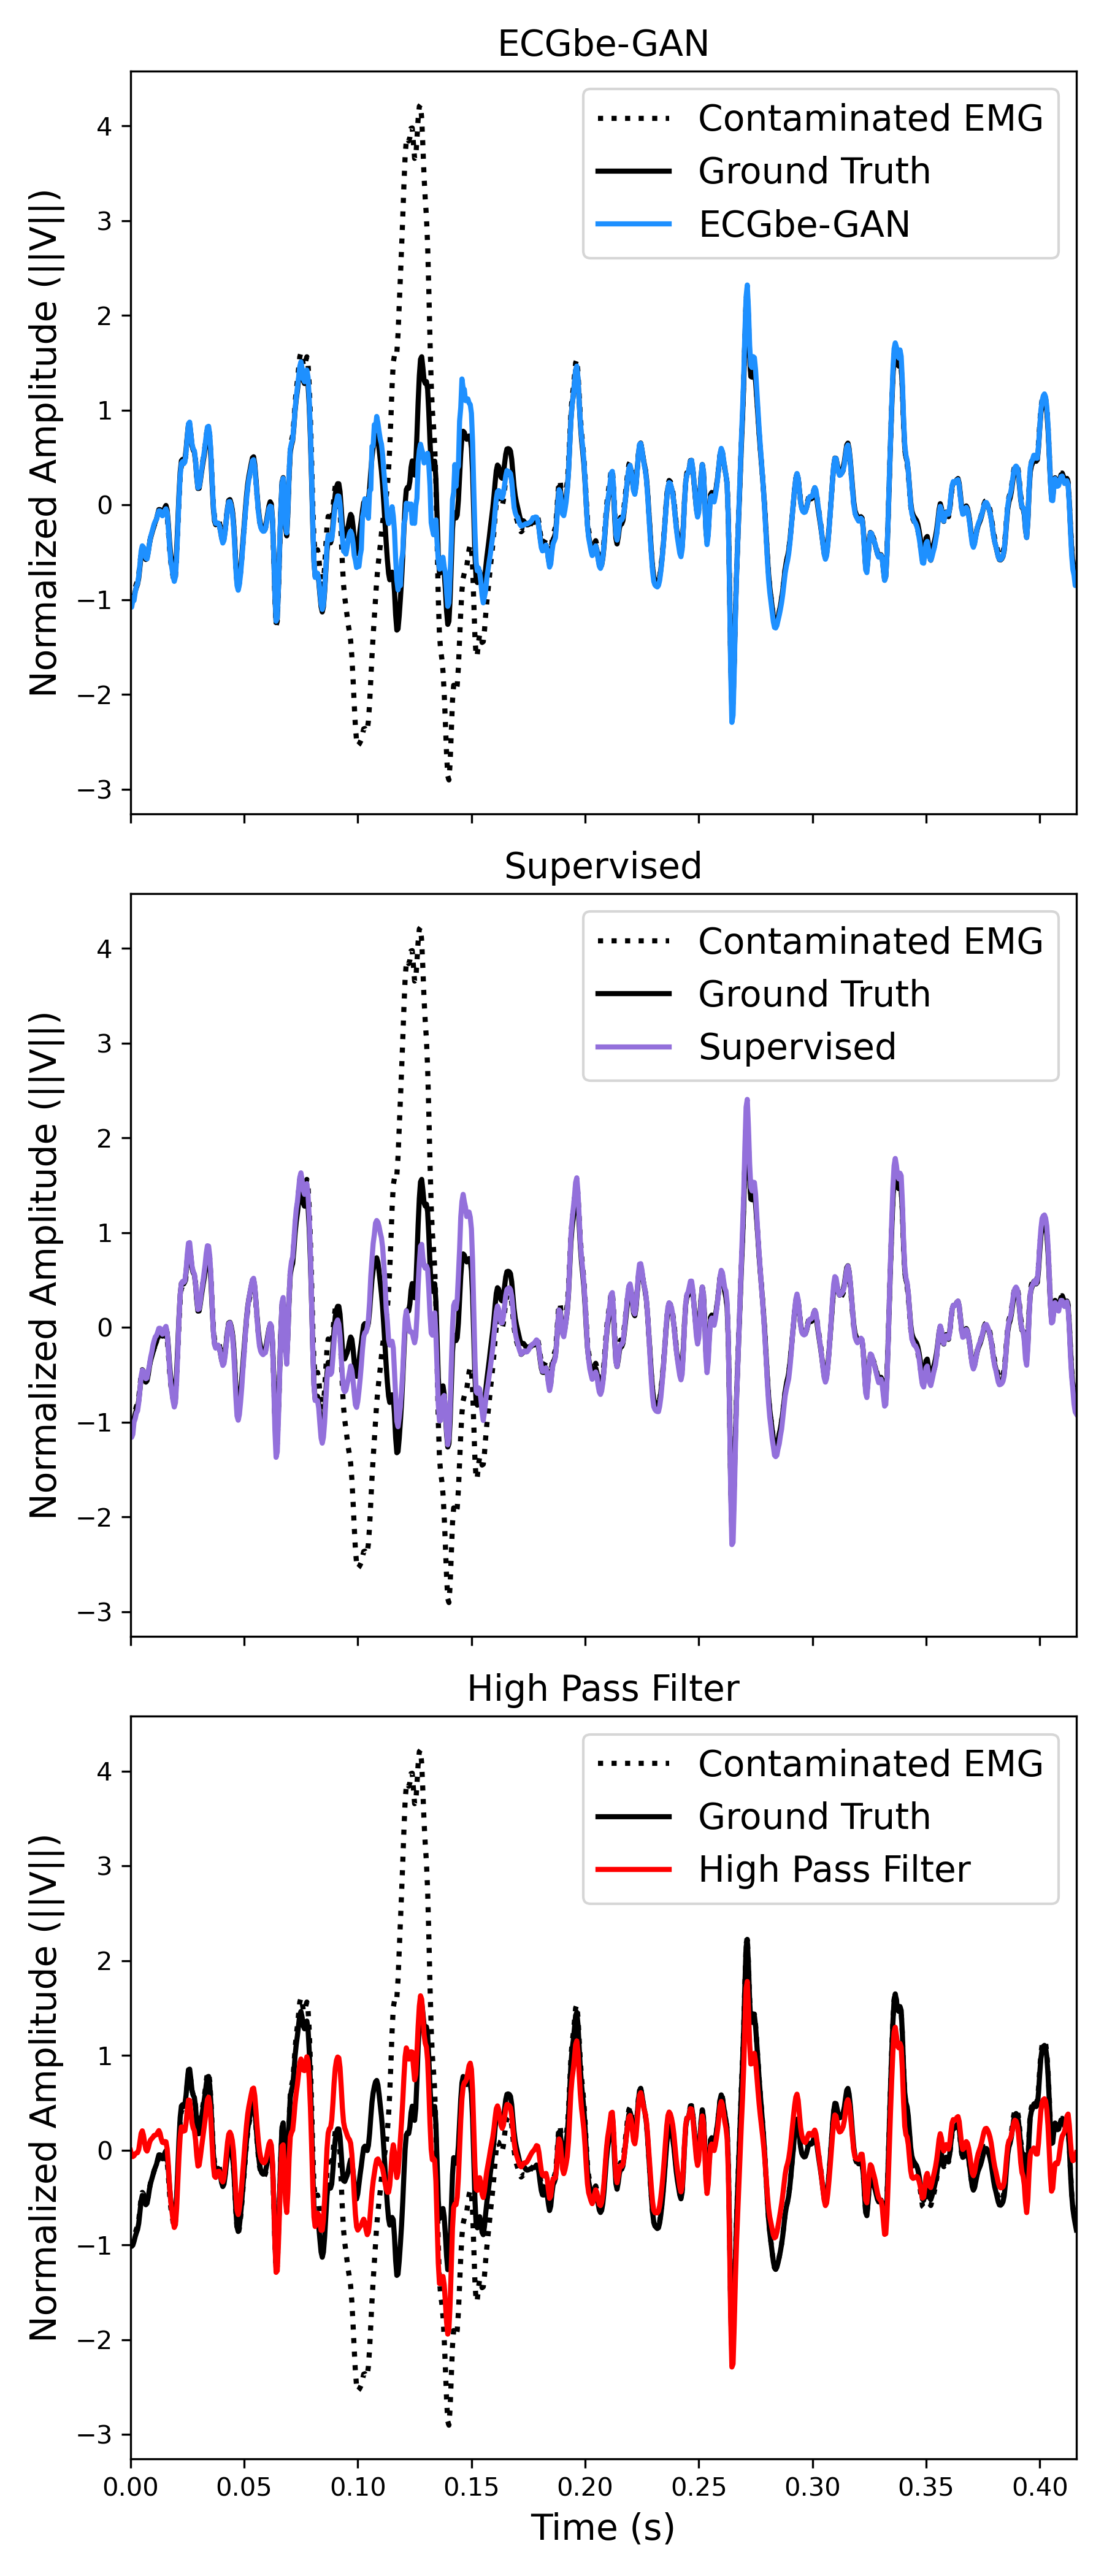 ECGbe-GAN
Contaminated EMG
Ground Truth
ECGbe-GAN
Normalized Amplitude (||V||)
4
3
2
1
0
−1
−2
−3
Supervised
Contaminated EMG
Ground Truth
Supervised
Normalized Amplitude (||V||)
4
3
2
1
0
−1
−2
−3
High Pass Filter
Contaminated EMG
Ground Truth
High Pass Filter
Normalized Amplitude (||V||)
4
3
2
1
0
−1
−2
−3
0.00 0.05 0.10 0.15 0.20 0.25 0.30 0.35 0.40
Time (s)